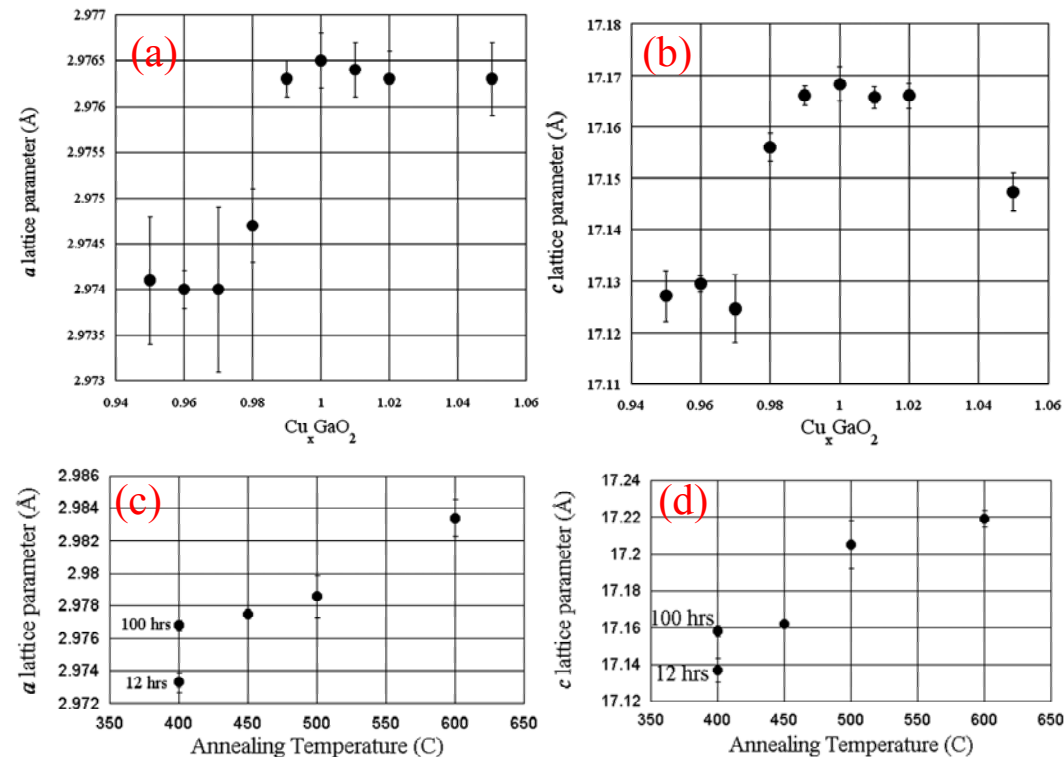 (a)
2.977
2.9765
2.976
2.9755
2.975
2.9745
2.974
2.9735
2.973
a lattice parameter (Å)
0.94 0.96 0.98 1 1.02 1.04 1.06
Cu_xGaO_2
(b)
17.18
17.17
17.16
17.15
17.14
17.13
17.12
17.11
c lattice parameter (Å)
0.94 0.96 0.98 1 1.02 1.04 1.06
Cu_xGaO_2
(c)
2.986
2.984
2.982
2.98
2.978
2.976
2.974
2.972
a lattice parameter (Å)
100 hrs
12 hrs
350 400 450 500 550 600 650
Annealing Temperature (C)
(d)
17.24
17.22
17.2
17.18
17.16
17.14
17.12
c lattice parameter (Å)
100 hrs
12 hrs
350 400 450 500 550 600 650
Annealing Temperature (C)